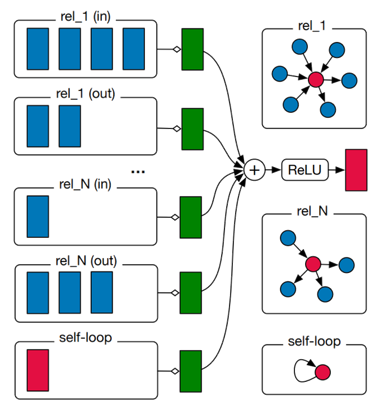 rel_1 (in)
rel_1 (out)
...
rel_N (in)
rel_N (out)
self-loop
+
ReLU
rel_1
rel_N
self-loop